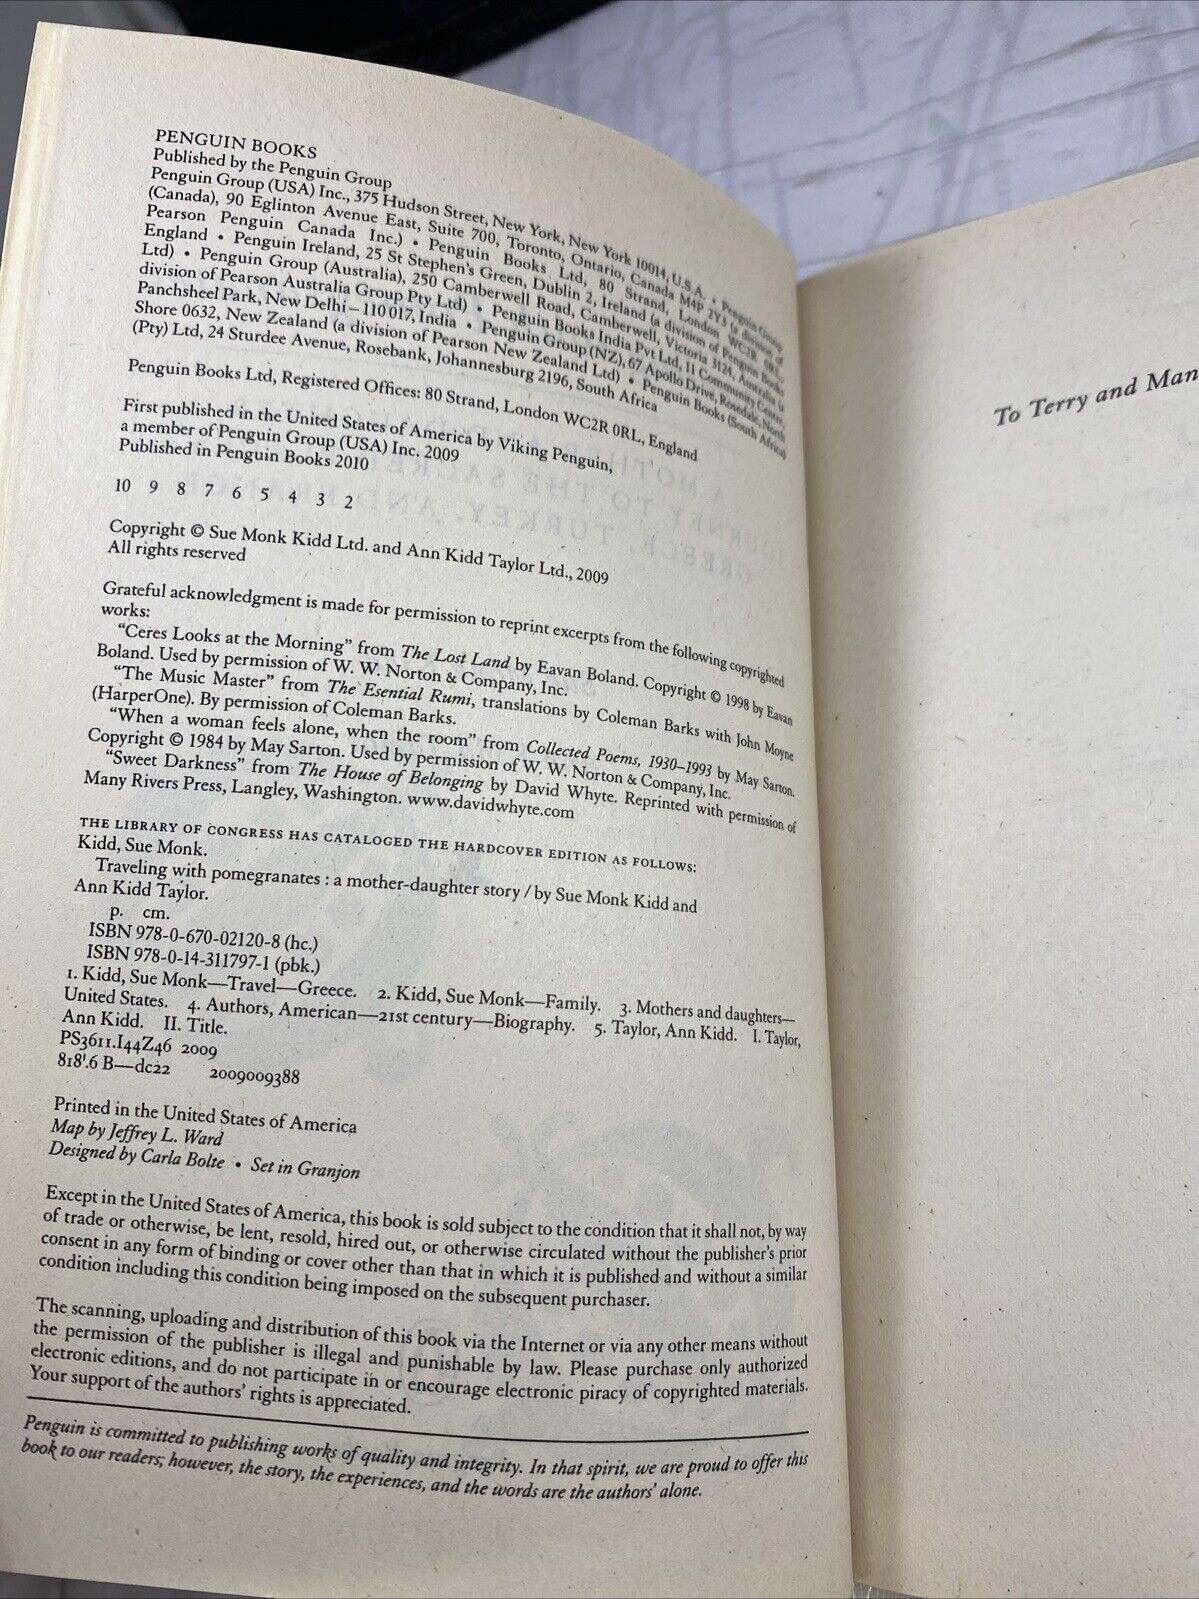 PENGUIN BOOKS
Published by the Penguin Group
Penguin Group (USA) Inc., 375 Hudson Street, New York, New York 10014, U.S.A. • Penguin Group
(Canada), 90 Eglinton Avenue East, Suite 700, Toronto, Ontario, Canada M4P 2Y3 (a division of
Pearson Penguin Canada Inc.) • Penguin Books Ltd, 80 Strand, London WC2R 0RL,
England • Penguin Ireland, 25 St Stephen's Green, Dublin 2, Ireland (a division of Penguin Books
Ltd) • Penguin Group (Australia), 250 Camberwell Road, Camberwell, Victoria 3124, Australia (a
division of Pearson Australia Group Pty Ltd) • Penguin Books India Pvt Ltd, 11 Community Centre,
Panchsheel Park, New Delhi – 110 017, India • Penguin Group (NZ), 67 Apollo Drive, Rosedale, North
Shore 0632, New Zealand (a division of Pearson New Zealand Ltd) • Penguin Books (South Africa)
(Pty) Ltd, 24 Sturdee Avenue, Rosebank, Johannesburg 2196, South Africa
Penguin Books Ltd, Registered Offices: 80 Strand, London WC2R 0RL, England
First published in the United States of America by Viking Penguin,
a member of Penguin Group (USA) Inc. 2009
Published in Penguin Books 2010
10 9 8 7 6 5 4 3 2
Copyright © Sue Monk Kidd Ltd. and Ann Kidd Taylor Ltd., 2009
All rights reserved
Grateful acknowledgment is made for permission to reprint excerpts from the following copyrighted
works:
"Ceres Looks at the Morning" from The Lost Land by Eavan Boland. Copyright © 1998 by Eavan
Boland. Used by permission of W. W. Norton & Company, Inc.
"The Music Master" from The Esential Rumi, translations by Coleman Barks with John Moyne
(HarperOne). By permission of Coleman Barks.
"When a woman feels alone, when the room" from Collected Poems, 1930–1993 by May Sarton.
Copyright © 1984 by May Sarton. Used by permission of W. W. Norton & Company, Inc.
"Sweet Darkness" from The House of Belonging by David Whyte. Reprinted with permission of
Many Rivers Press, Langley, Washington. www.davidwhyte.com
THE LIBRARY OF CONGRESS HAS CATALOGED THE HARDCOVER EDITION AS FOLLOWS:
Kidd, Sue Monk.
Traveling with pomegranates : a mother-daughter story / by Sue Monk Kidd and
Ann Kidd Taylor.
p. cm.
ISBN 978-0-670-02120-8 (hc.)
ISBN 978-0-14-311797-1 (pbk.)
1. Kidd, Sue Monk—Travel—Greece. 2. Kidd, Sue Monk—Family. 3. Mothers and daughters—
United States. 4. Authors, American—21st century—Biography. 5. Taylor, Ann Kidd. I. Taylor,
Ann Kidd. II. Title.
PS3611.I44Z46 2009
818'.6 B—dc22 2009009388
Printed in the United States of America
Map by Jeffrey L. Ward
Designed by Carla Bolte • Set in Granjon
Except in the United States of America, this book is sold subject to the condition that it shall not, by way
of trade or otherwise, be lent, resold, hired out, or otherwise circulated without the publisher's prior
consent in any form of binding or cover other than that in which it is published and without a similar
condition including this condition being imposed on the subsequent purchaser.
The scanning, uploading and distribution of this book via the Internet or via any other means without
the permission of the publisher is illegal and punishable by law. Please purchase only authorized
electronic editions, and do not participate in or encourage electronic piracy of copyrighted materials.
Your support of the authors' rights is appreciated.
Penguin is committed to publishing works of quality and integrity. In that spirit, we are proud to offer this
book to our readers; however, the story, the experiences, and the words are the authors' alone.
To Terry and Man